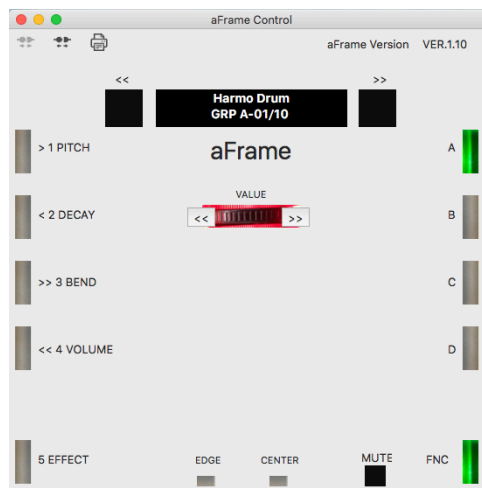 aFrame Control
aFrame Version VER.1.10
<< >>
Harmo Drum
GRP A-01/10
> 1 PITCH aFrame A
VALUE
< 2 DECAY << >> B
>> 3 BEND C
<< 4 VOLUME D
5 EFFECT EDGE CENTER MUTE FNC